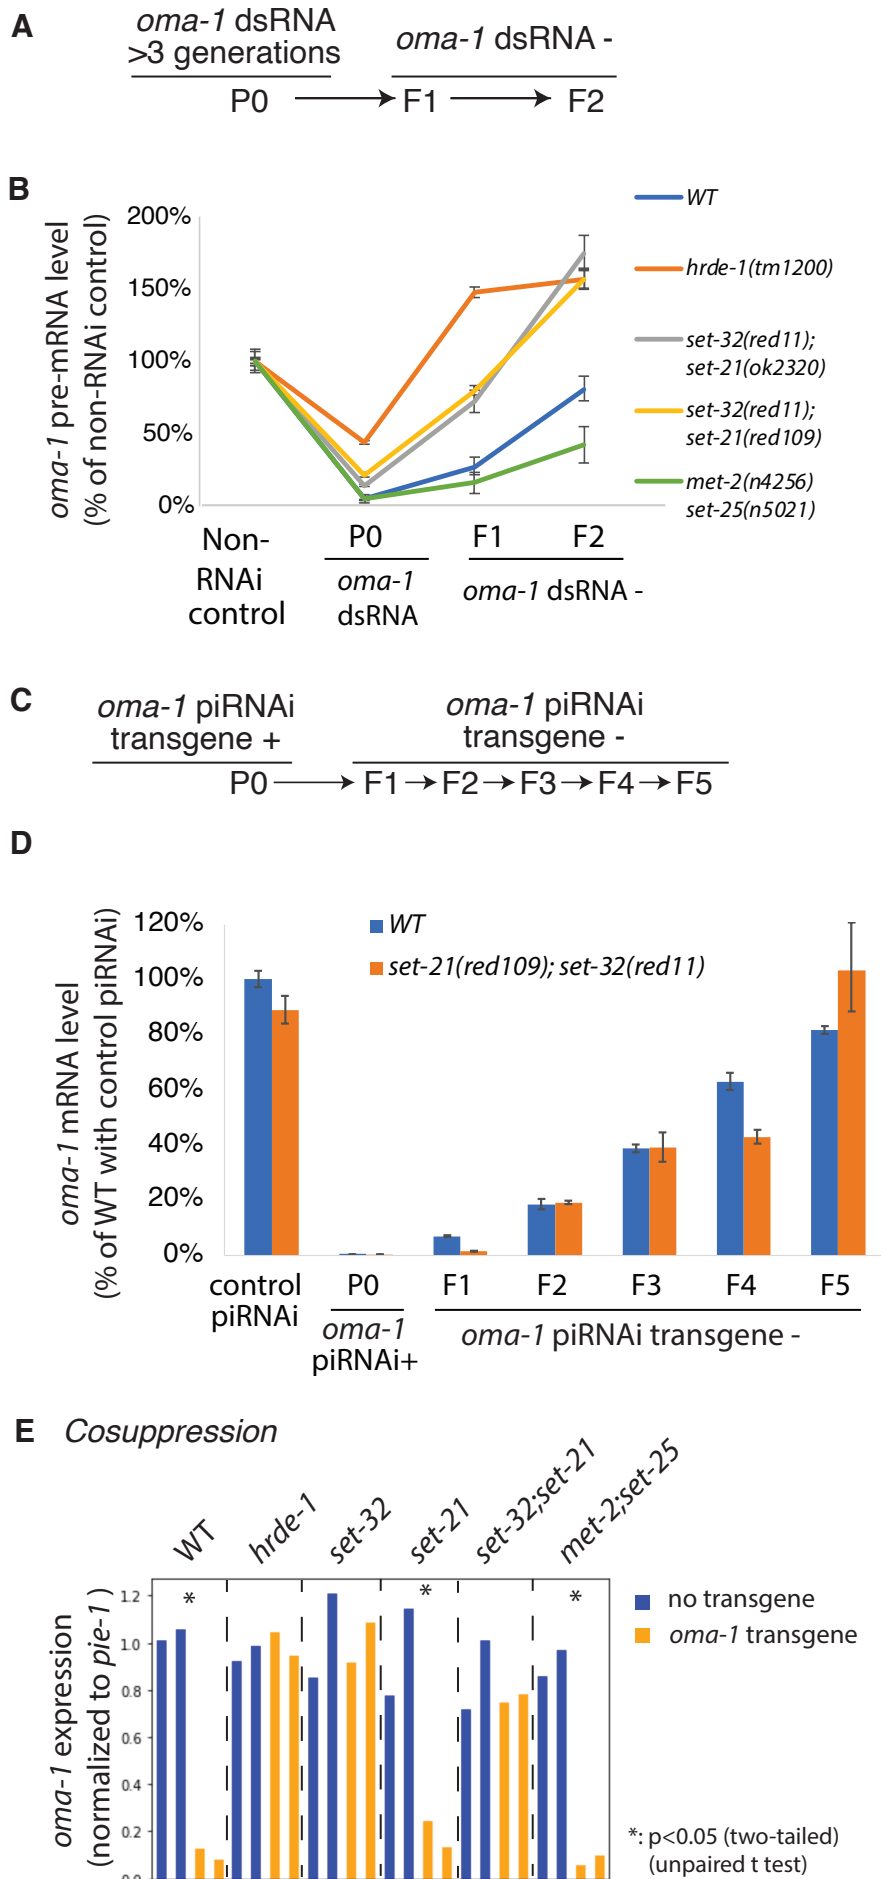 A
oma-1 dsRNA
>3 generations
oma-1 dsRNA -
P0
F1
F2
B
oma-1 pre-mRNA level
(% of non-RNAi control)
200%
150%
100%
50%
0%
WT
hrde-1(tm1200)
set-32(red11);
set-21(ok2320)
set-32(red11);
set-21(red109)
met-2(n4256)
set-25(n5021)
Non-
RNAi
control
P0
F1
F2
oma-1
dsRNA
oma-1 dsRNA -
C
oma-1 piRNAi
transgene +
oma-1 piRNAi
transgene -
P0
F1
F2
F3
F4
F5
D
oma-1 mRNA level
(% of WT with control piRNAi)
120%
100%
80%
60%
40%
20%
0%
WT
set-21(red109); set-32(red11)
control
piRNAi
P0
F1
F2
F3
F4
F5
oma-1
piRNAi+
oma-1 piRNAi transgene -
E
Cosuppression
WT
hrde-1
set-32
set-21
set-32;set-21
met-2;set-25
oma-1 expression
(normalized to pie-1 )
1.2
1.0
0.8
0.6
0.4
0.2
0.0
*
*
*
no transgene
oma-1 transgene
*: p<0.05 (two-tailed)
(unpaired t test)